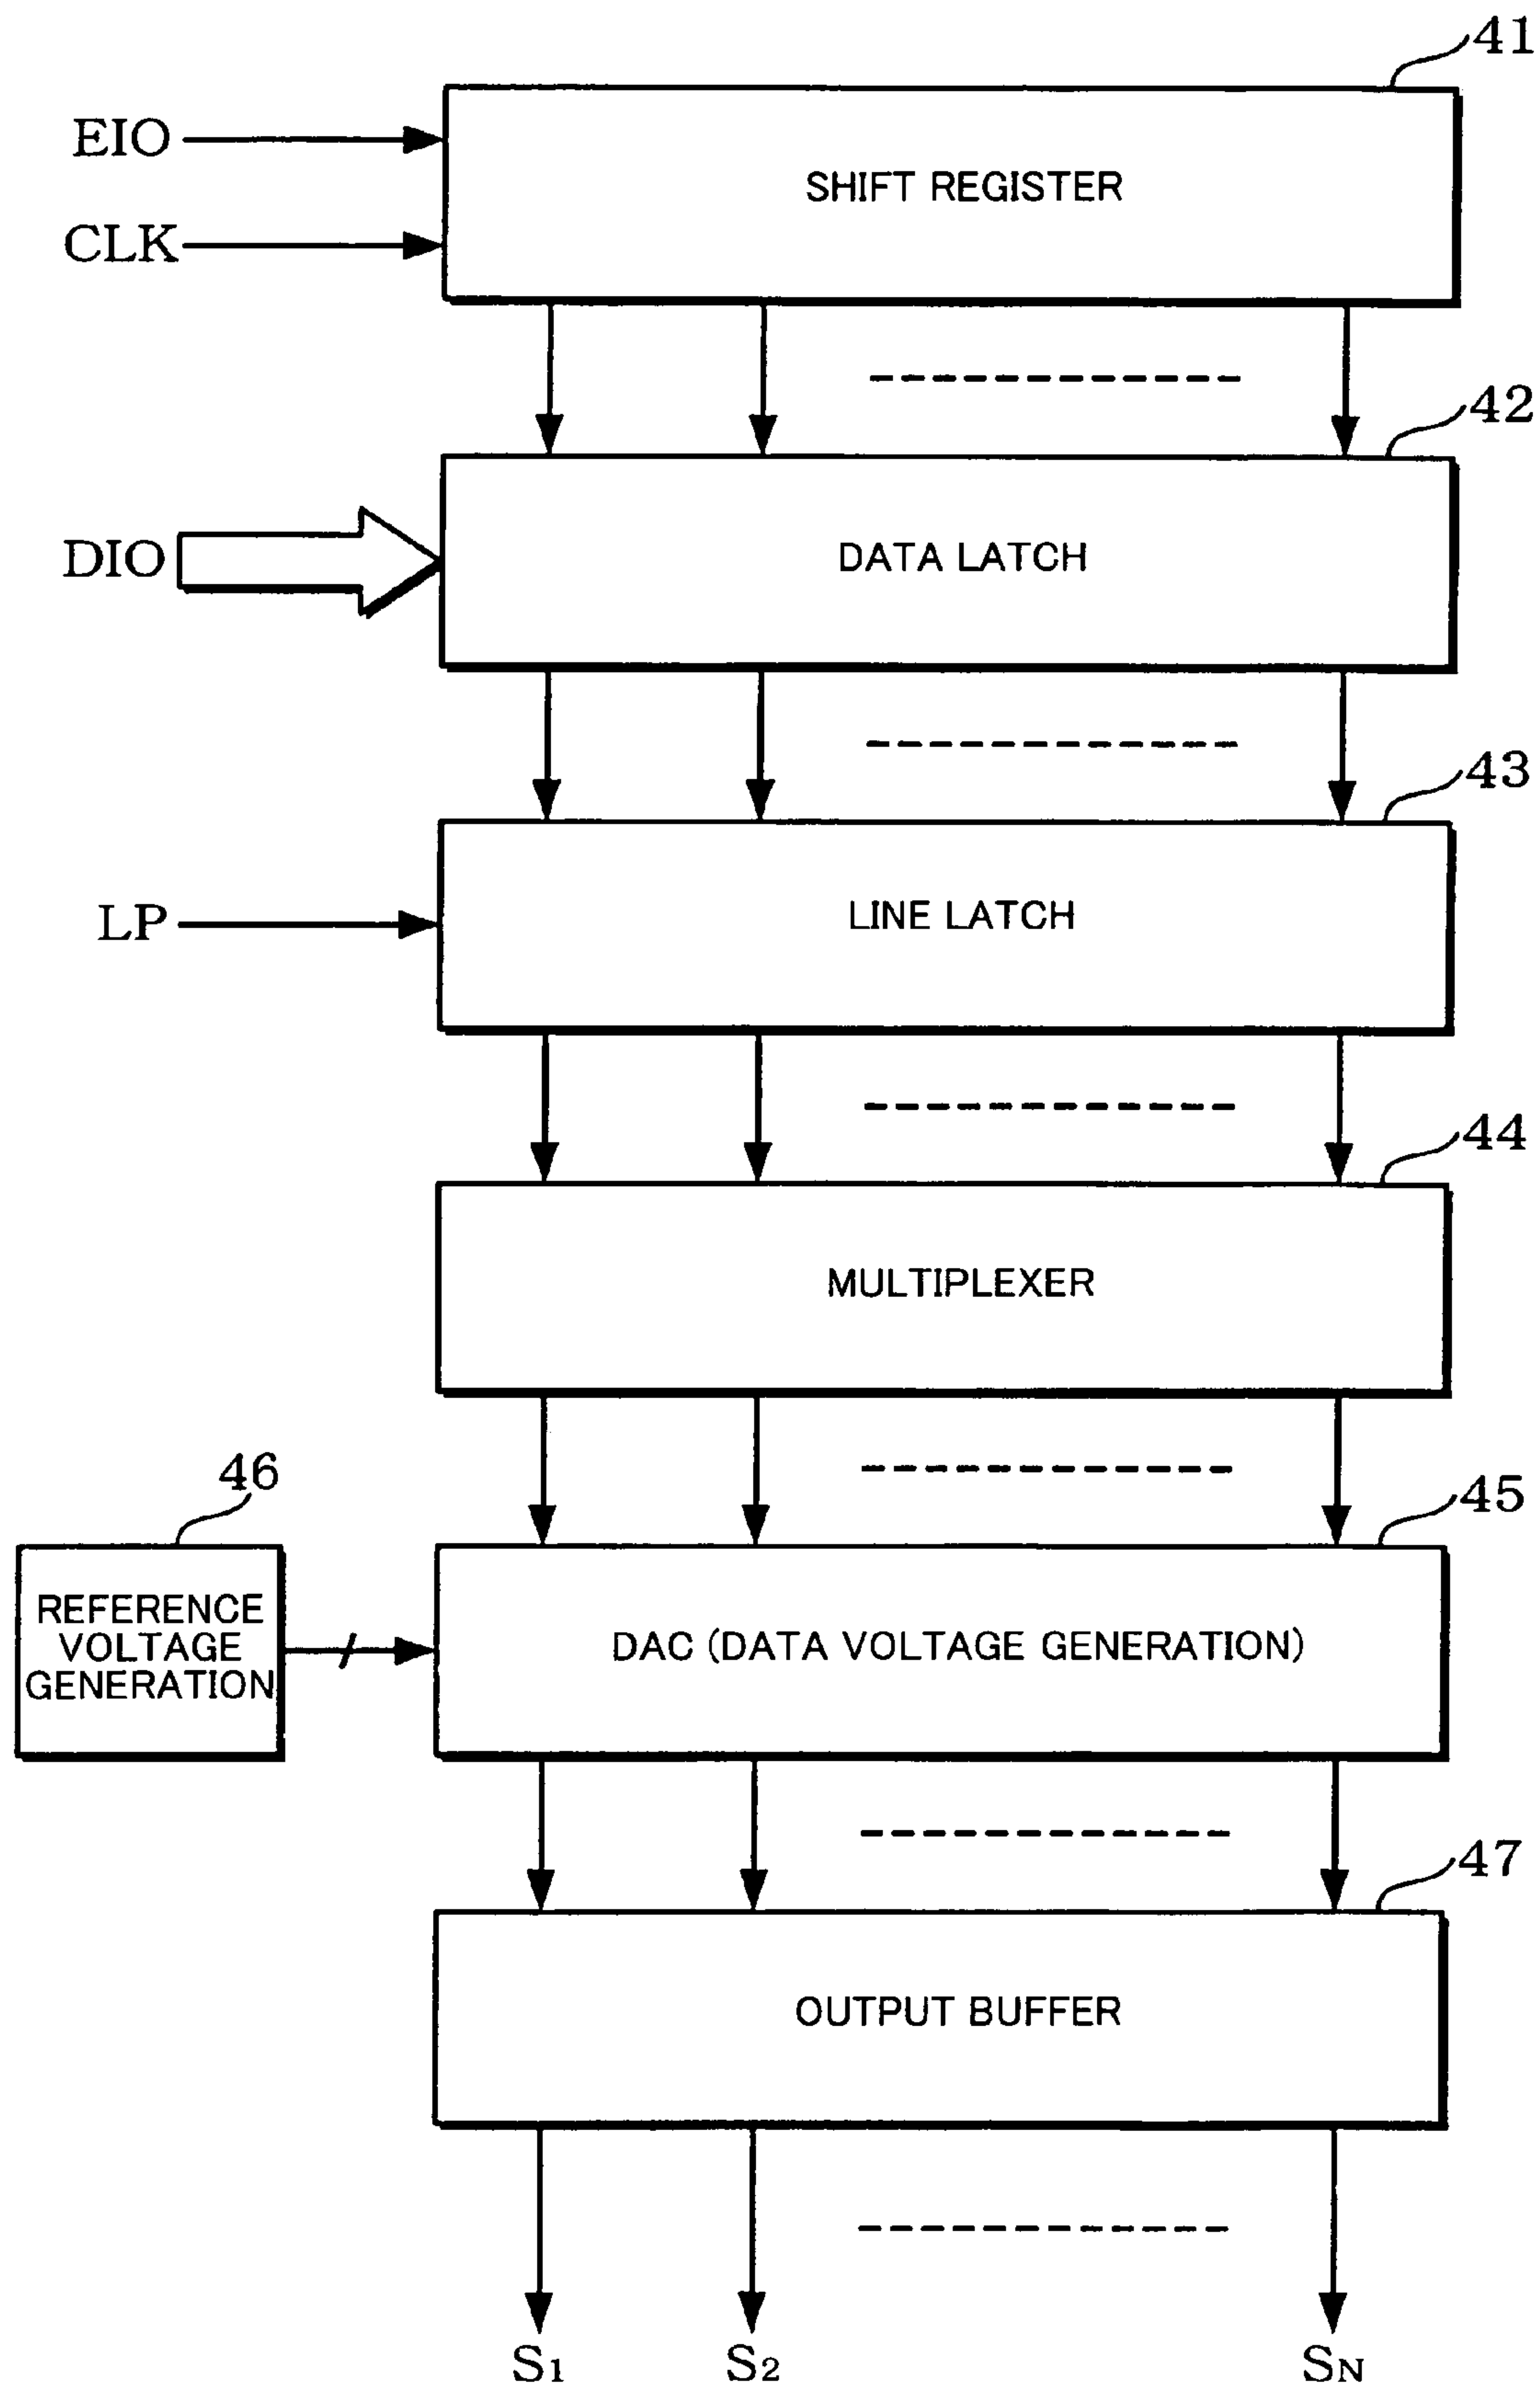 41
EIO
SHIFT REGISTER
CLK
42
DIO
DATA LATCH
43
LP
LINE LATCH
44
MULTIPLEXER
46
45
REFERENCE
VOLTAGE
GENERATION
DAC (DATA VOLTAGE GENERATION)
47
OUTPUT BUFFER
S1
S2
SN